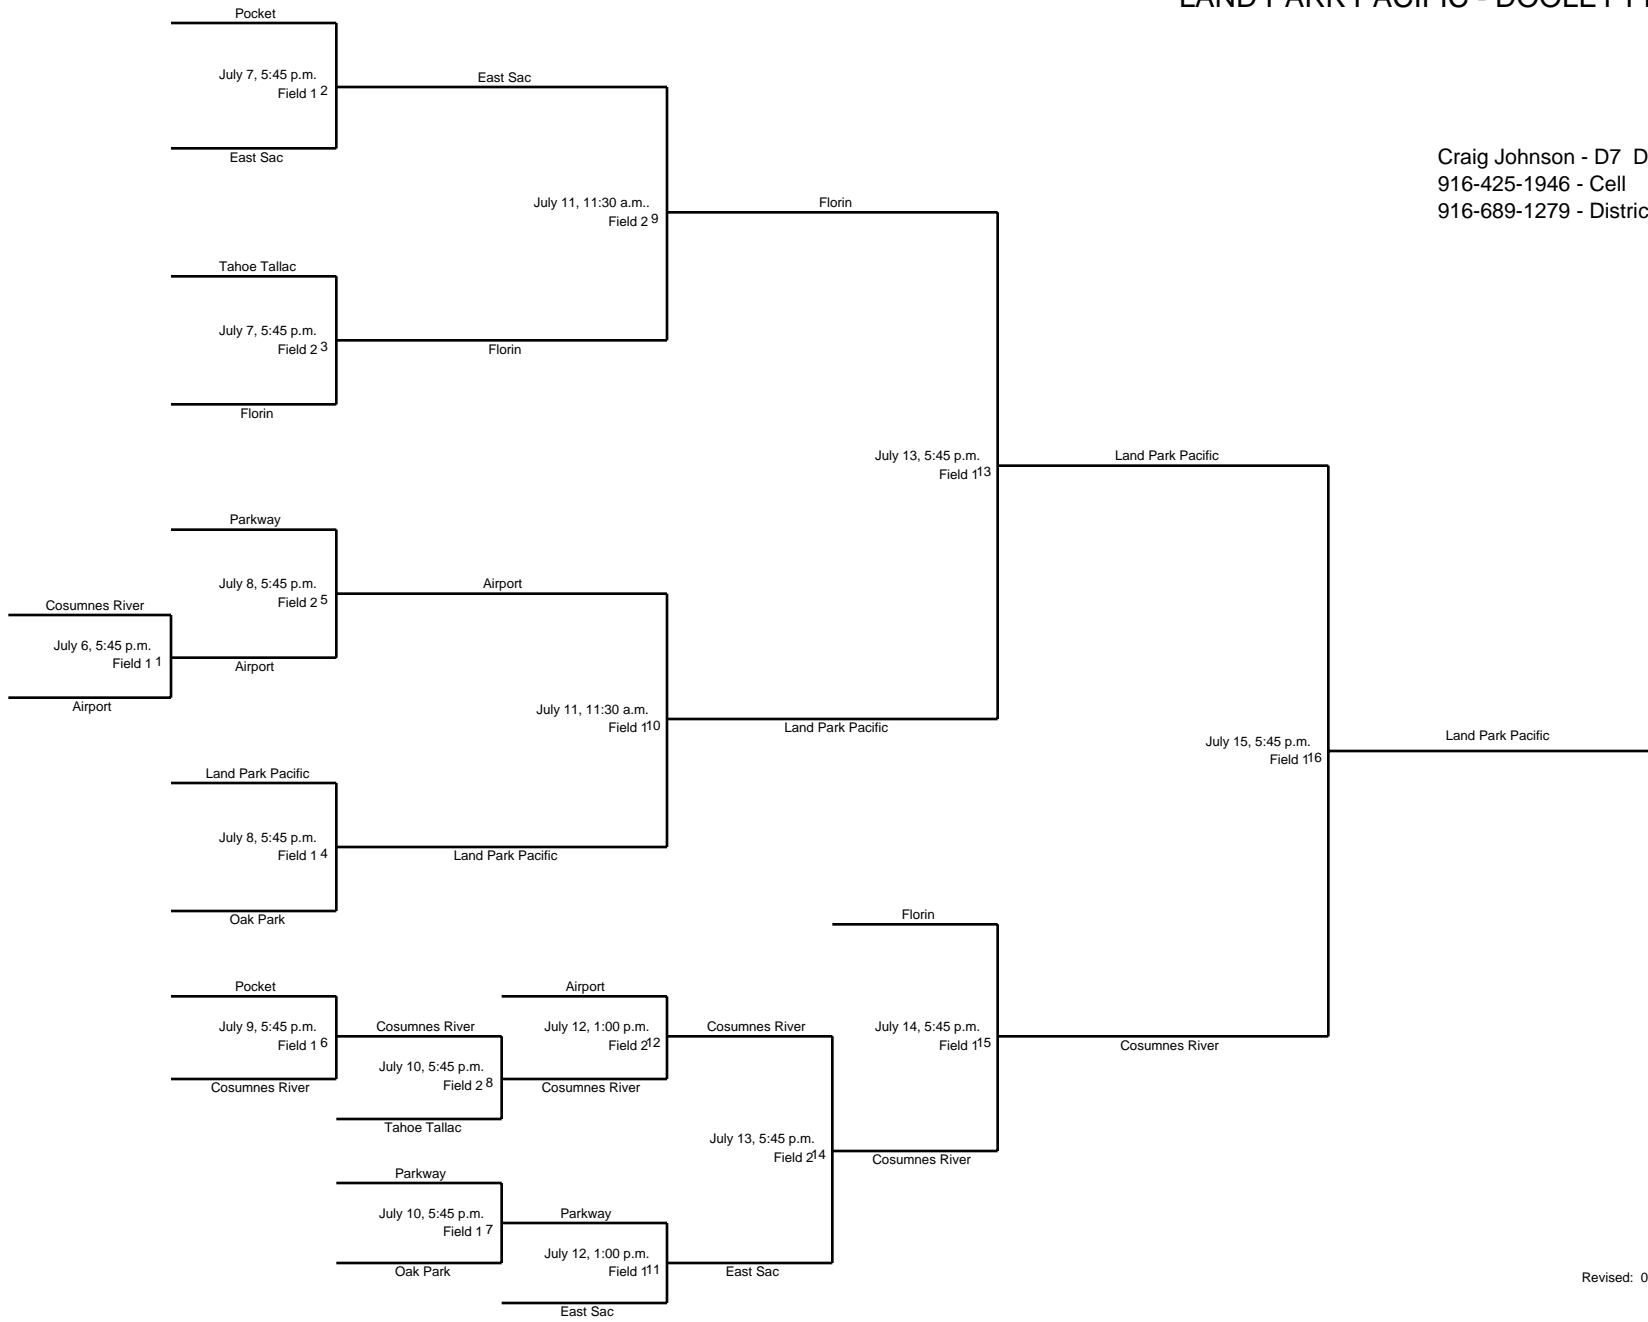 LAND PARK PACIFIC - DOOLEY
Pocket
July 7, 5:45 p.m.
Field 1 2
East Sac
East Sac
Craig Johnson - D7 D
916-425-1946 - Cell
916-689-1279 - Distric
July 11, 11:30 a.m..
Field 2 9
Florin
Tahoe Tallac
July 7, 5:45 p.m.
Field 2 3
Florin
Florin
July 13, 5:45 p.m.
Field 1 13
Land Park Pacific
Parkway
July 8, 5:45 p.m.
Field 2 5
Airport
Cosumnes River
July 6, 5:45 p.m.
Field 1 1
Airport
Airport
July 11, 11:30 a.m.
Field 1 10
Land Park Pacific
July 15, 5:45 p.m.
Field 1 16
Land Park Pacific
Land Park Pacific
July 8, 5:45 p.m.
Field 1 4
Land Park Pacific
Oak Park
Florin
Pocket
July 9, 5:45 p.m.
Field 1 6
Cosumnes River
Cosumnes River
July 10, 5:45 p.m.
Field 2 8
Tahoe Tallac
Airport
July 12, 1:00 p.m.
Field 2 12
Cosumnes River
Cosumnes River
July 14, 5:45 p.m.
Field 1 15
Cosumnes River
July 13, 5:45 p.m.
Field 2 14
Cosumnes River
Parkway
July 10, 5:45 p.m.
Field 1 7
Oak Park
Parkway
July 12, 1:00 p.m.
Field 1 11
East Sac
East Sac
Revised: 0